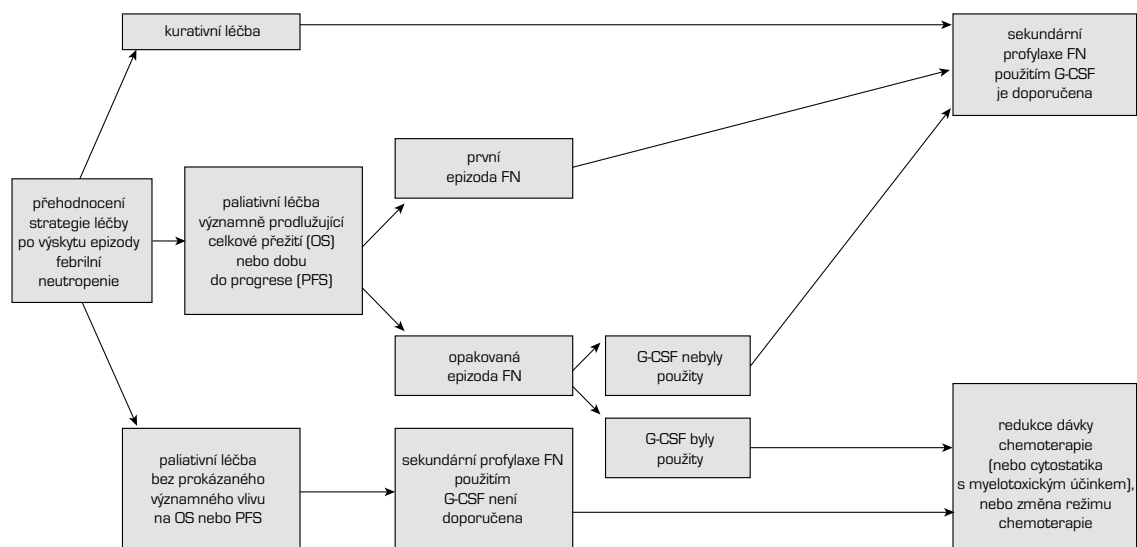 kurativní léčba
sekundární
profylaxe FN
použitím G-CSF
je doporučena
první
epizoda FN
přehodnocení
strategie léčby
po výskytu epizody
febrilní
neutropenie
paliativní léčba
významně prodlužující
celkové přežití (OS)
nebo dobu
do progrese (PFS)
opakovaná
epizoda FN
G-CSF nebyly
použity
G-CSF byly
použity
paliativní léčba
bez prokázaného
významného vlivu
na OS nebo PFS
sekundární profylaxe FN
použitím
G-CSF není
doporučena
redukce dávky
chemoterapie
(nebo cytostatika
s myelotoxickým účinkem),
nebo změna režimu
chemoterapie